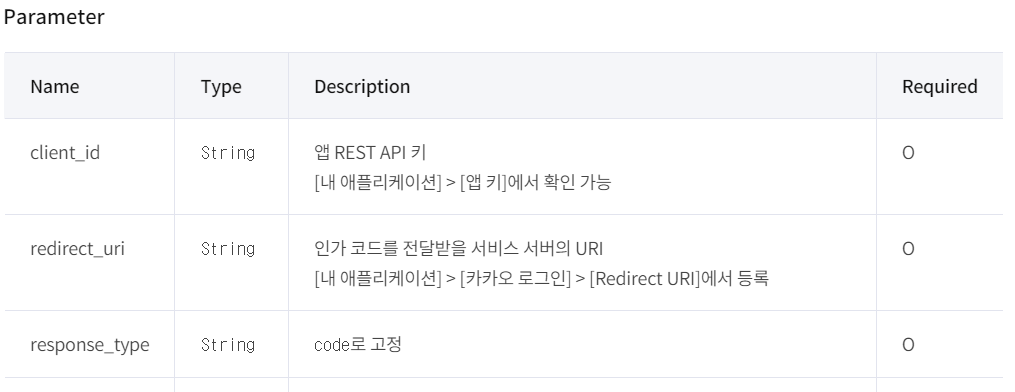 Parameter
Name Type Description Required
client_id String 앱 REST API 키 O
[내 애플리케이션] > [앱 키]에서 확인 가능
redirect_uri String 인가 코드를 전달받을 서비스 서버의 URI O
[내 애플리케이션] > [카카오 로그인] > [Redirect URI]에서 등록
response_type String code로 고정 O